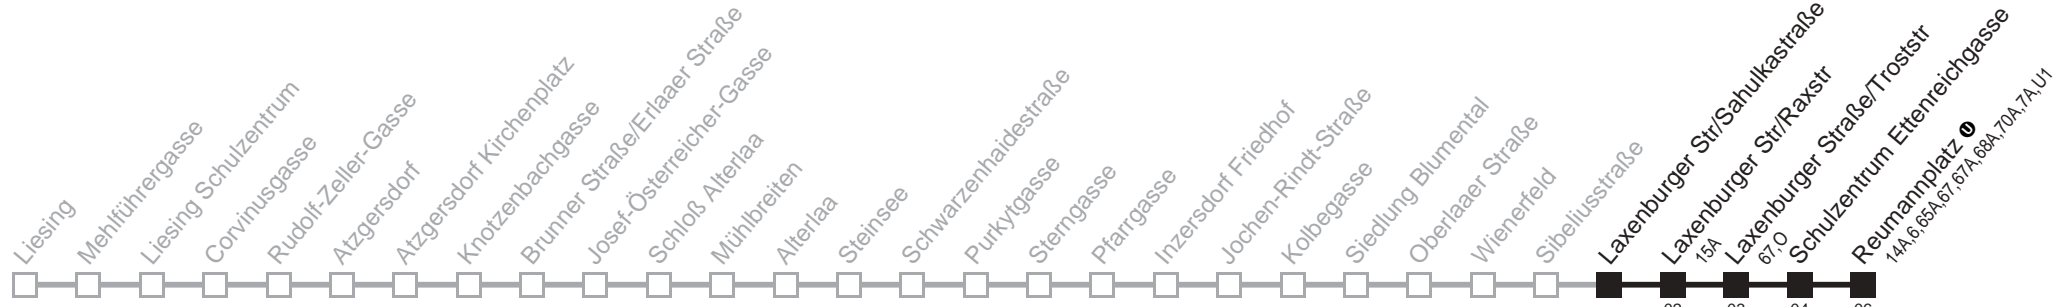 Liesing
Mehlführergasse
Liesing Schulzentrum
Corvinusgasse
Rudolf-Zeller-Gasse
Atzgersdorf
Atzgersdorf Kirchenplatz
Knotzenbachgasse
Brunner Straße/Erlaaer Straße
Josef-Österreicher-Gasse
Schloß Alterlaa
Mühlbreiten
Alterlaa
Steinsee
Schwarzenhaidestraße
Purkytgasse
Sterngasse
Pfarrgasse
Inzersdorf Friedhof
Jochen-Rindt-Straße
Kolbegasse
Siedlung Blumental
Oberlaaer Straße
Wienerfeld
Sibeliusstraße
Laxenburger Str/Sahulkastraße
Laxenburger Str/Raxstr
15A
Laxenburger Straße/Troststr
67,O
Schulzentrum Ettenreichgasse
Reumannplatz U
14A,6,65A,67,67A,68A,70A,7A,U1